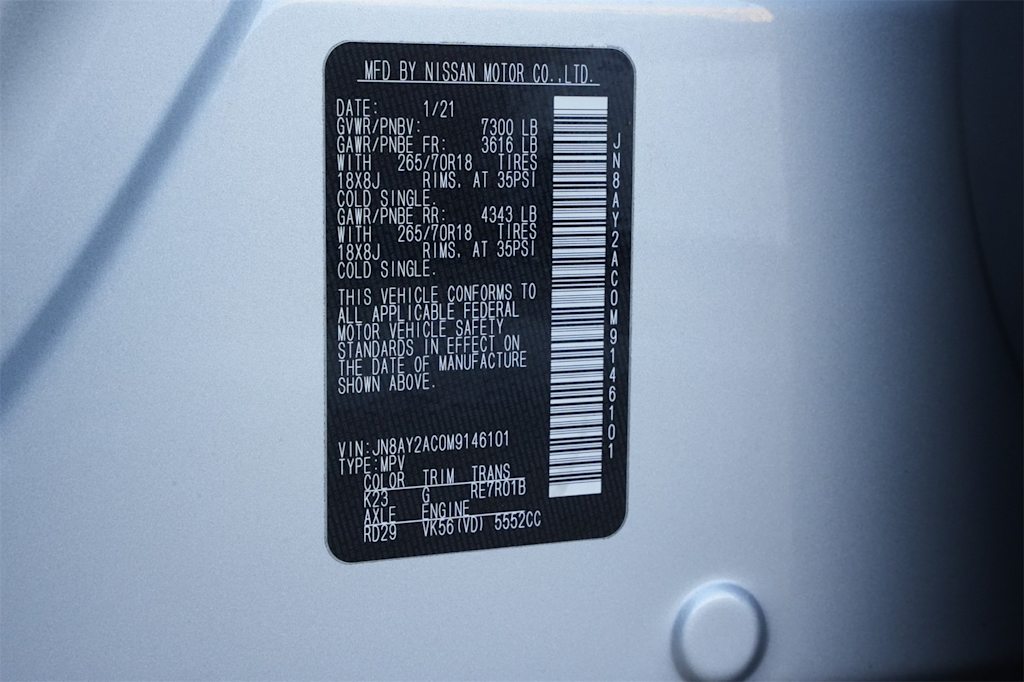 MFD BY NISSAN MOTOR CO.,LTD.
DATE: 1/21
GVWR/PNBV: 7300 LB
GAWR/PNBE FR: 3616 LB
WITH 265/70R18 TIRES
18X8J RIMS, AT 35PSI
COLD SINGLE.
GAWR/PNBE RR: 4343 LB
WITH 265/70R18 TIRES
18X8J RIMS, AT 35PSI
COLD SINGLE.
THIS VEHICLE CONFORMS TO
ALL APPLICABLE FEDERAL
MOTOR VEHICLE SAFETY
STANDARDS IN EFFECT ON
THE DATE OF MANUFACTURE
SHOWN ABOVE.
VIN:JN8AY2AC0M9146101
TYPE:MPV
COLOR TRIM TRANS
K23 G RE7R01B
AXLE ENGINE
RD29 VK56(VD) 5552CC
JN8AY2AC0M9146101